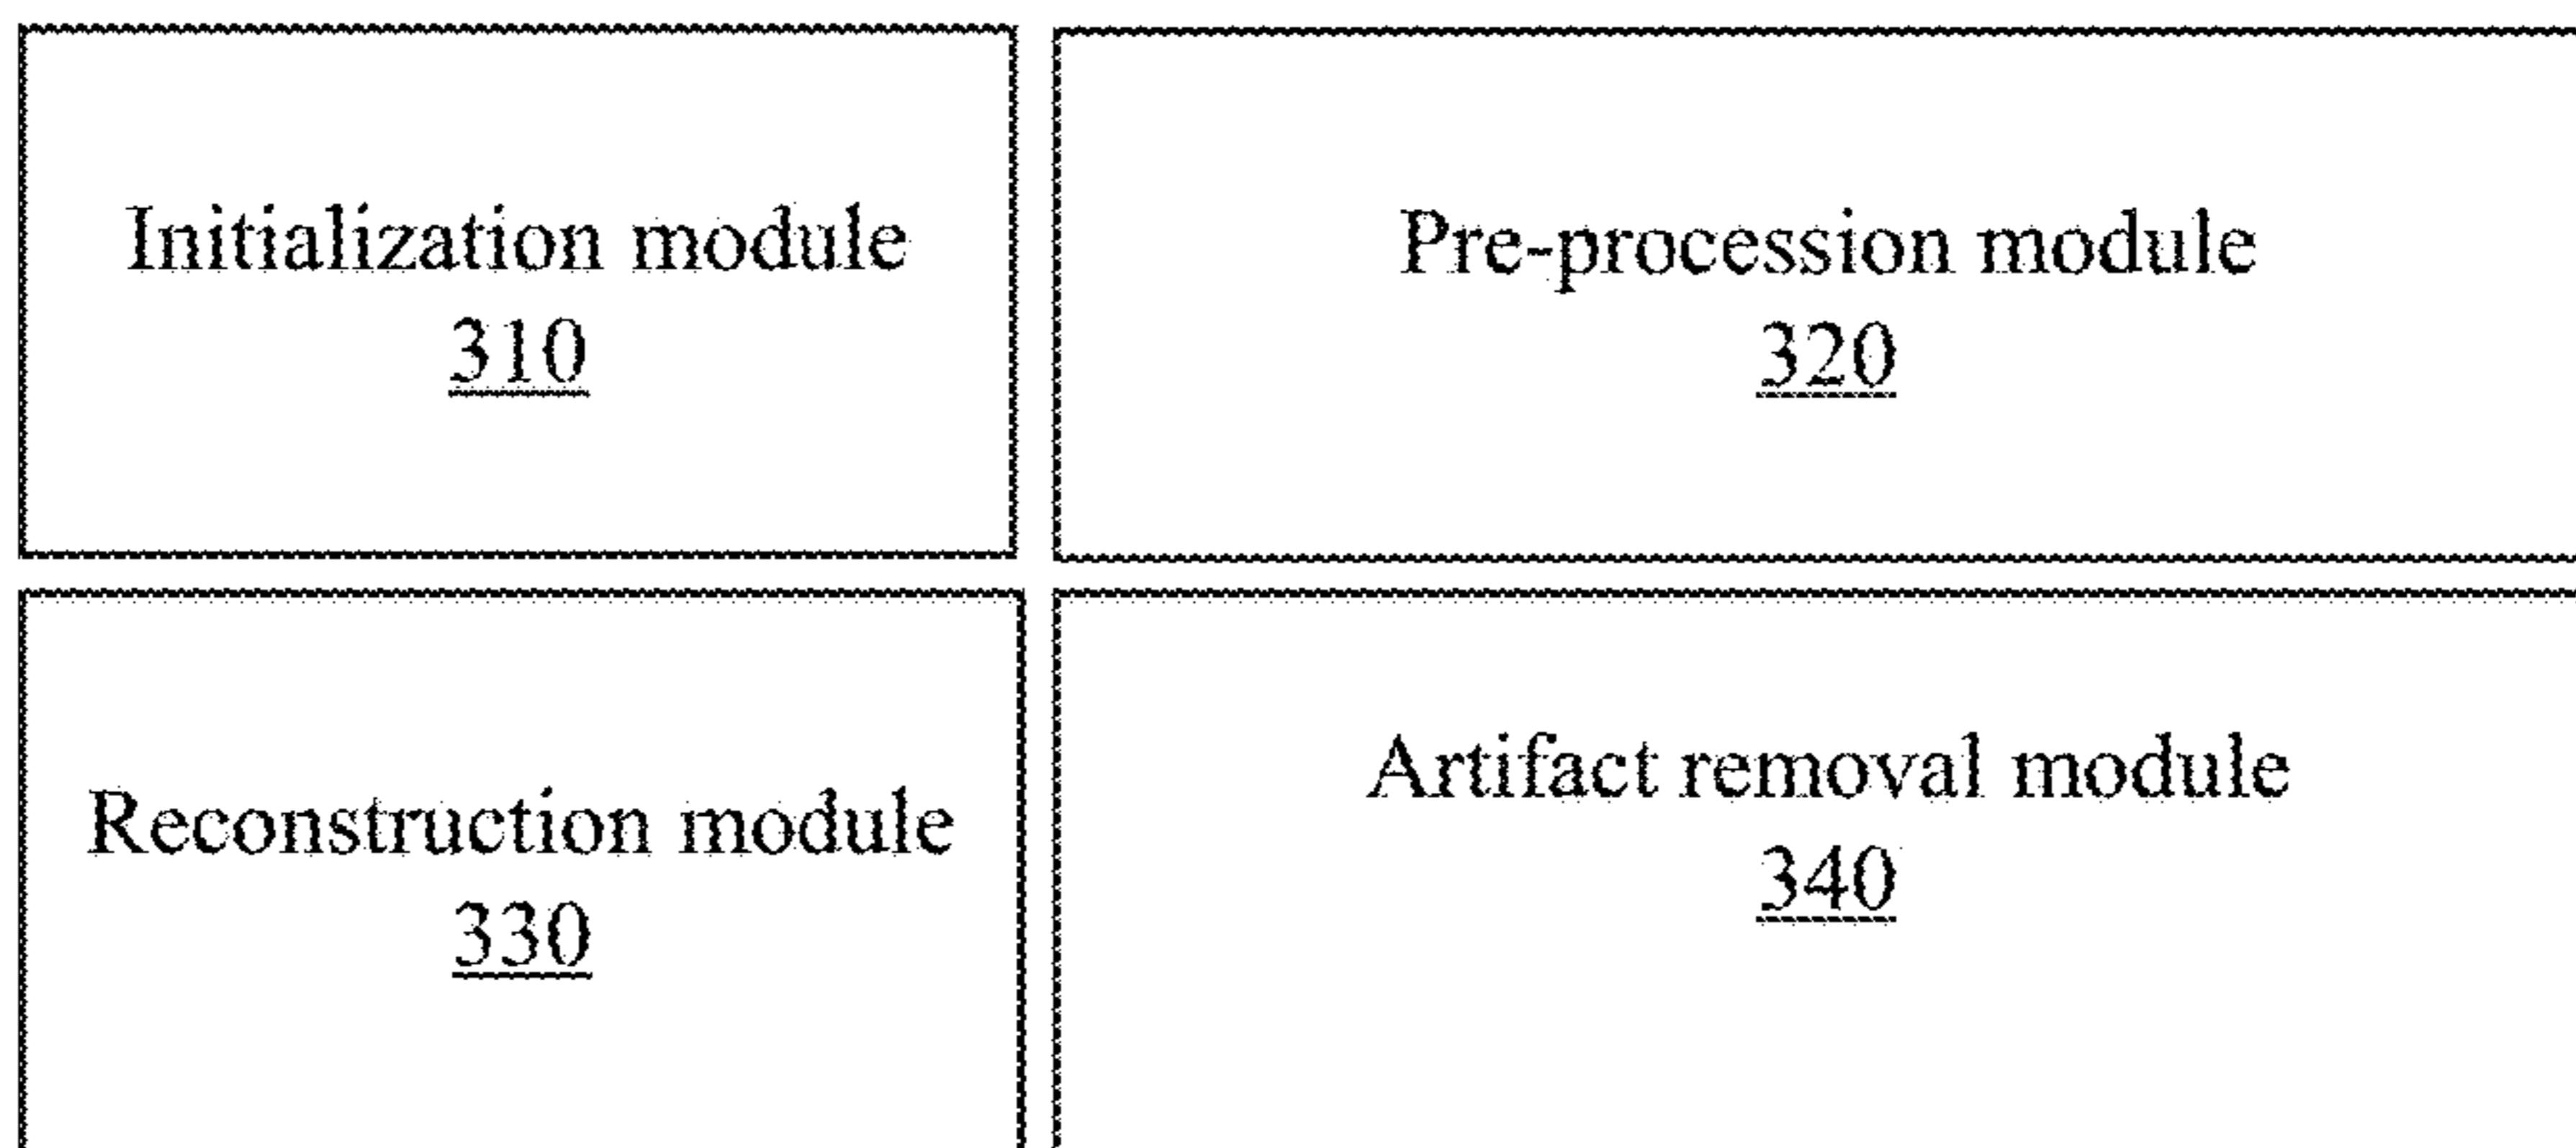 Initialization module
310
Pre-procession module
320
Reconstruction module
330
Artifact removal module
340